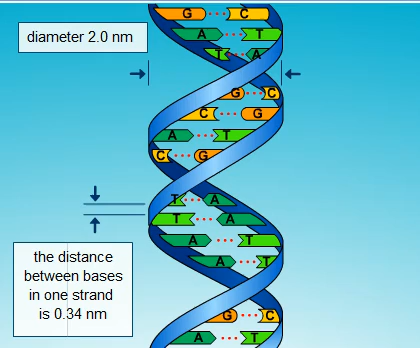 G C
diameter 2.0 nm
A T
T A
G C
C G
A T
C G
T A
T A
A T
A T
the distance
between bases
in one strand
is 0.34 nm
G C
A T